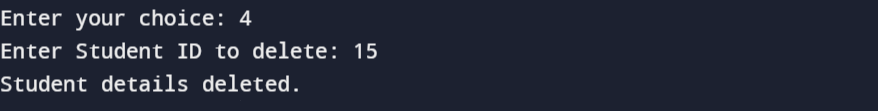 Enter your choice: 4
Enter Student ID to delete: 15
Student details deleted.